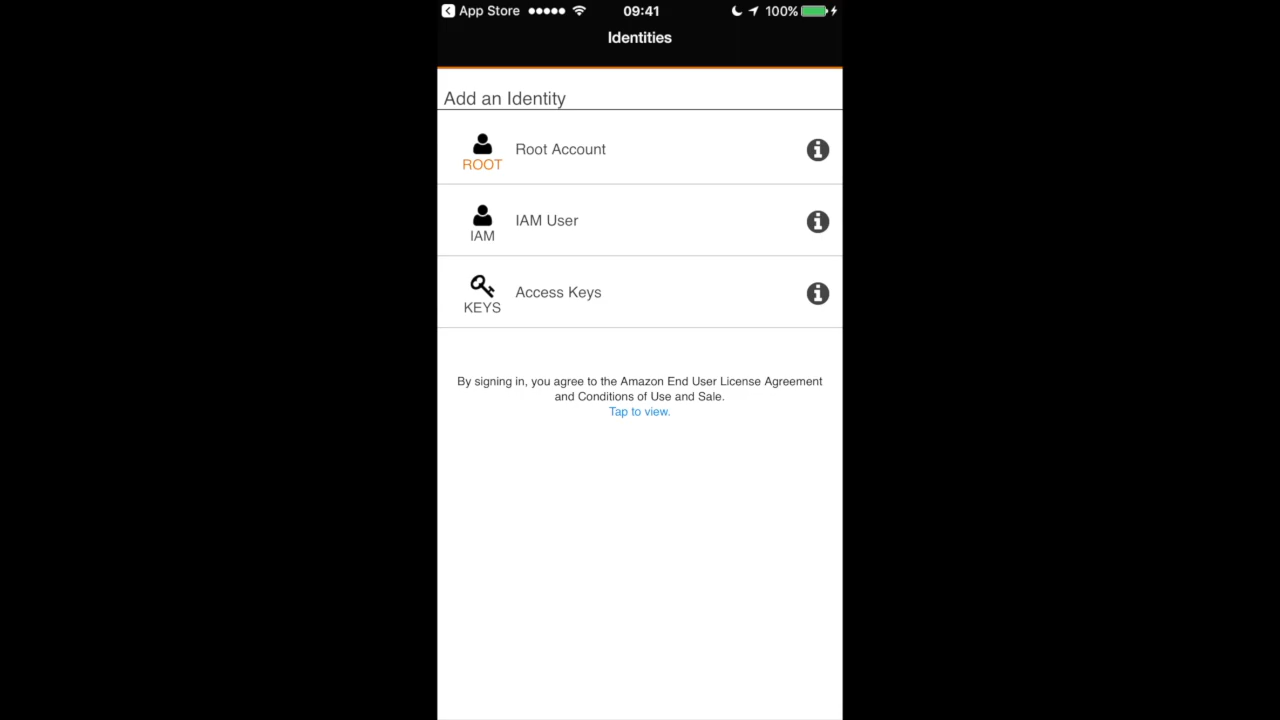 App Store 09:41 100%
Identities
Add an Identity
ROOT Root Account
IAM IAM User
KEYS Access Keys
By signing in, you agree to the Amazon End User License Agreement
and Conditions of Use and Sale.
Tap to view.